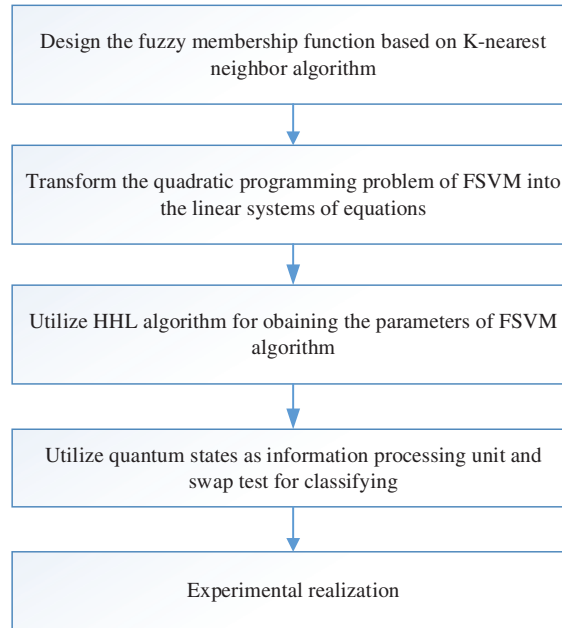 Design the fuzzy membership function based on K-nearest
neighbor algorithm
Transform the quadratic programming problem of FSVM into
the linear systems of equations
Utilize HHL algorithm for obaining the parameters of FSVM
algorithm
Utilize quantum states as information processing unit and
swap test for classifying
Experimental realization